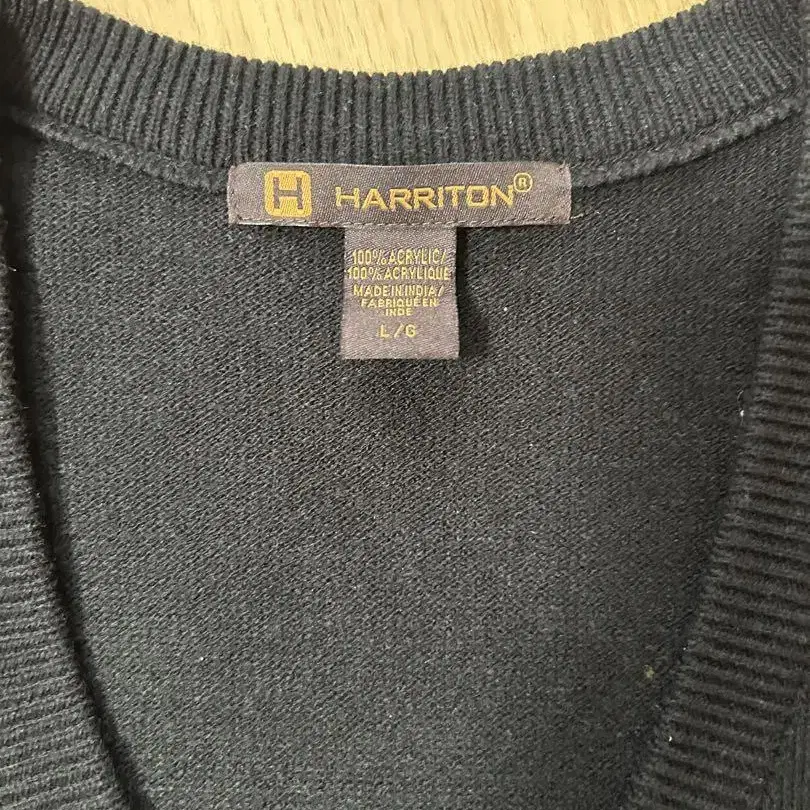 H HARRITON®
100% ACRYLIC/
100% ACRYLIQUE
MADE IN INDIA/
FABRIQUÉ EN
INDE
L/G